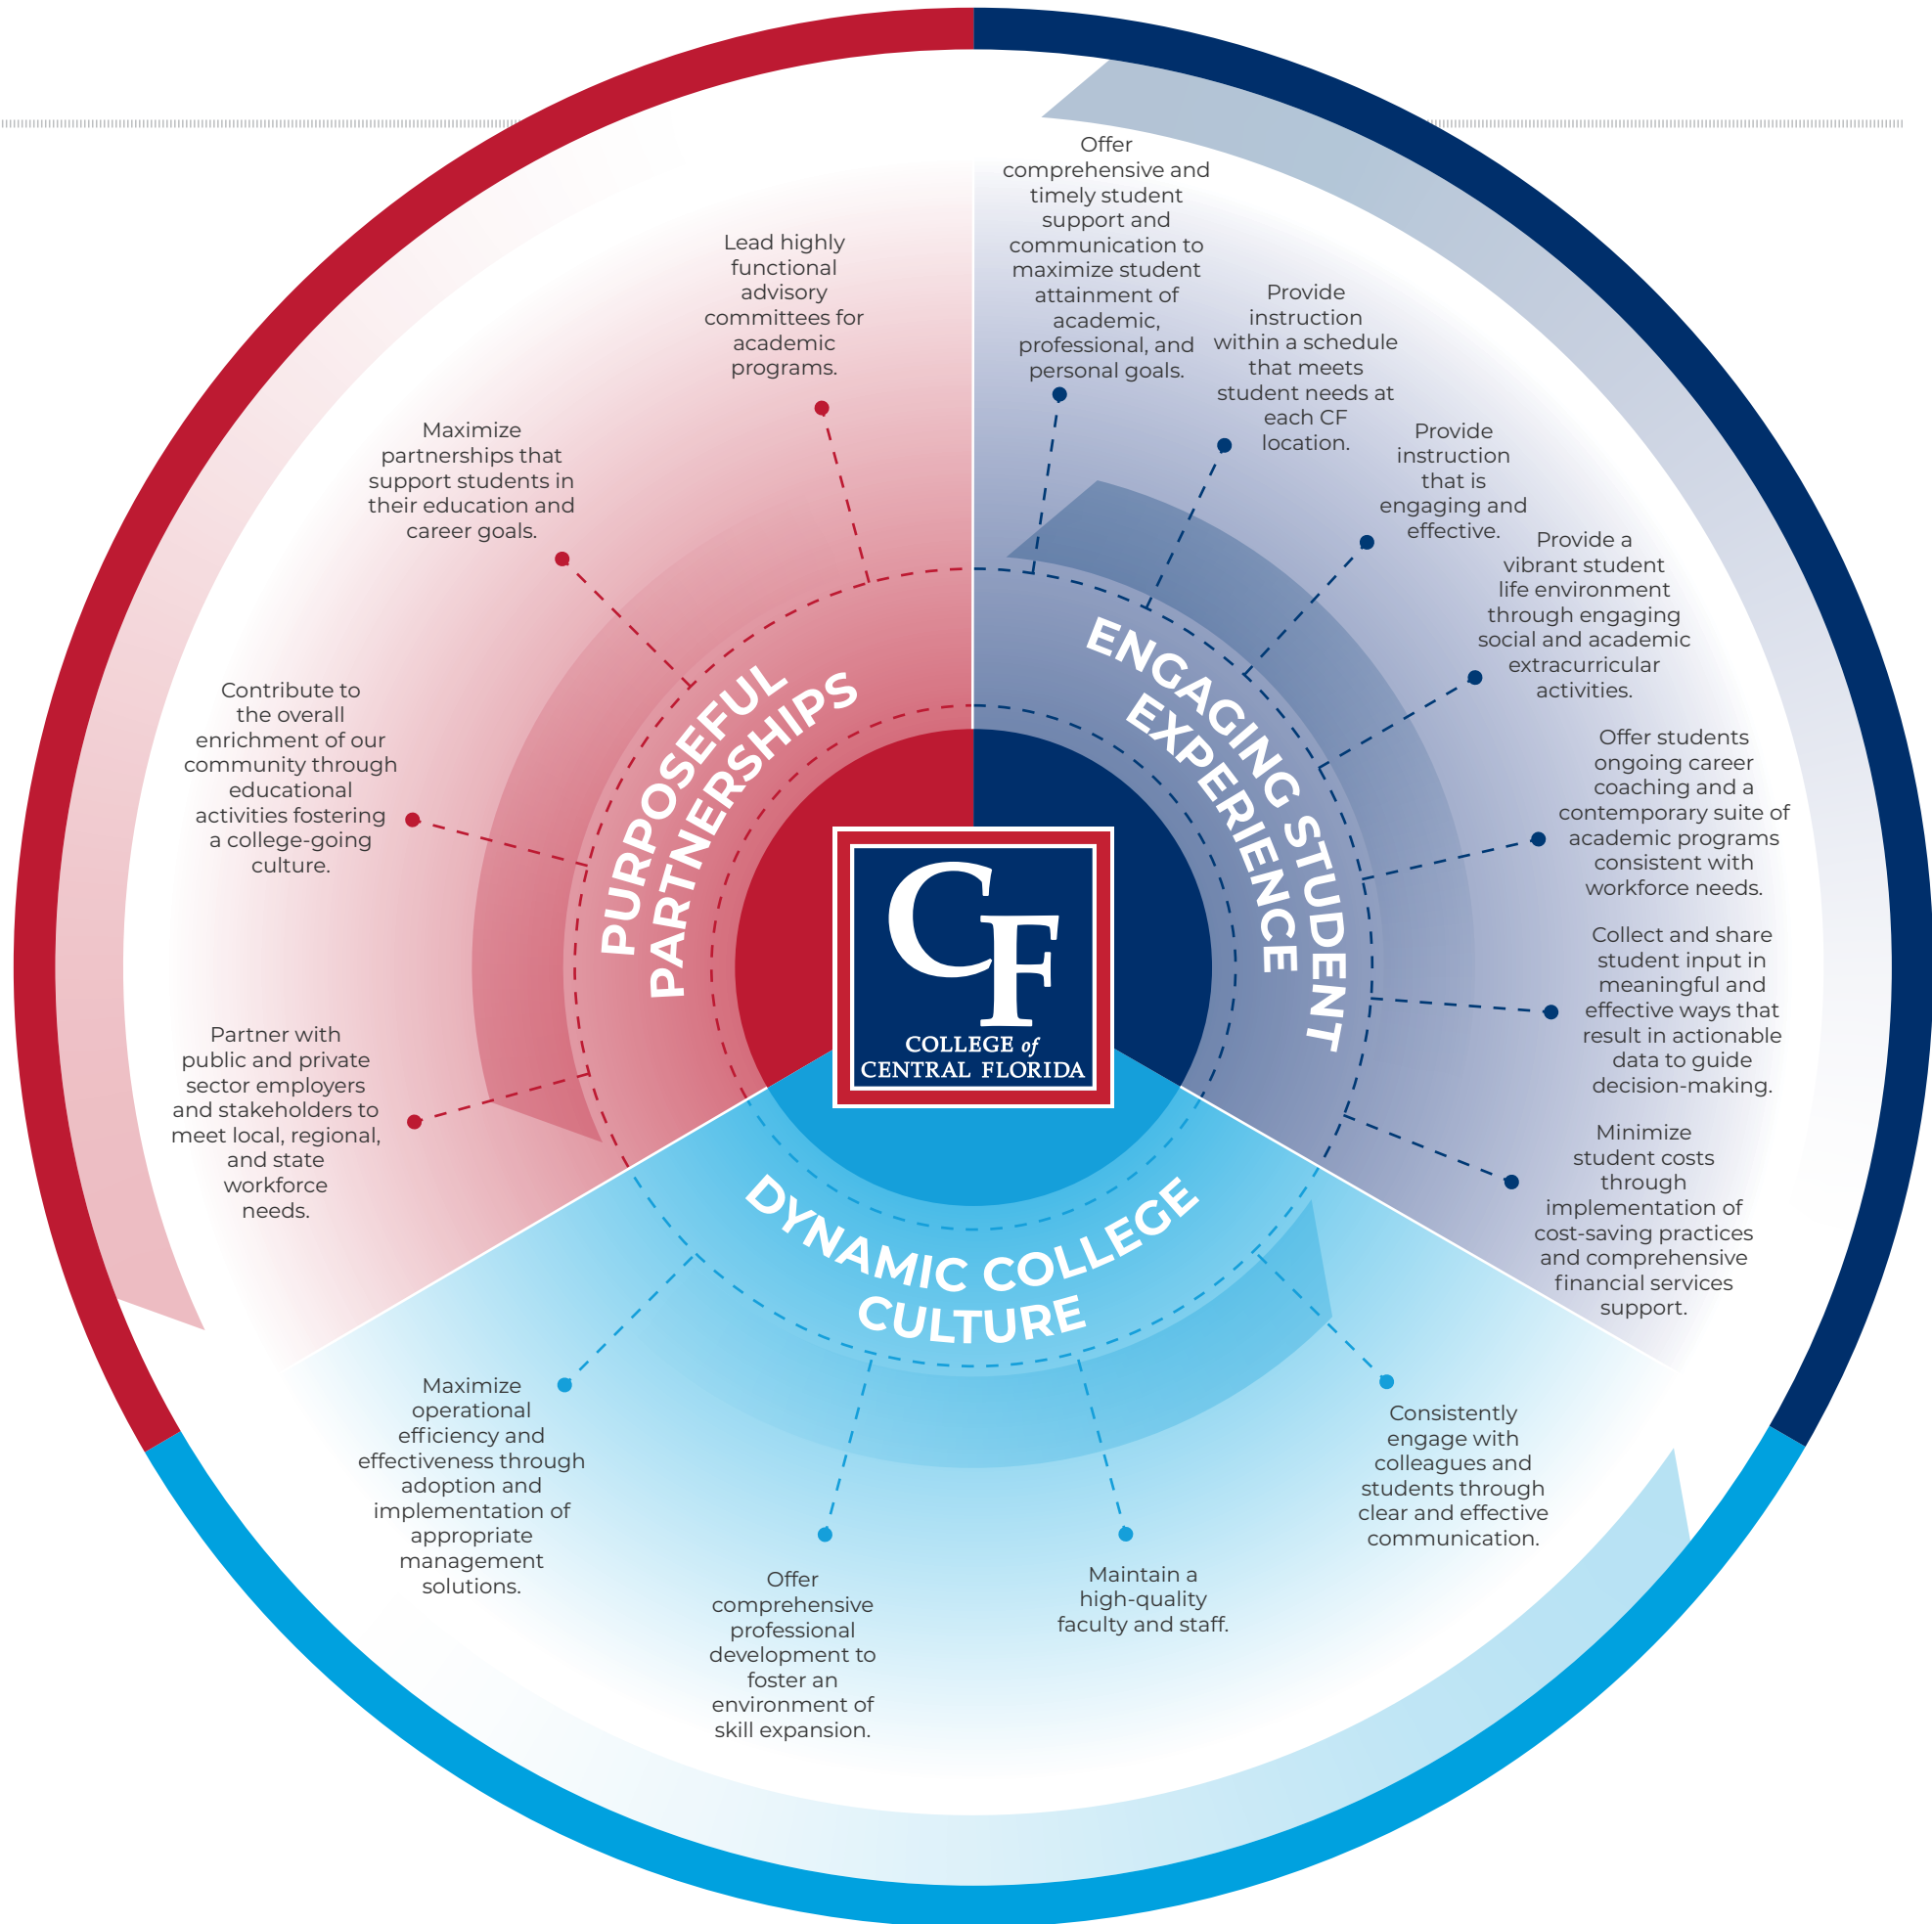 Offer
comprehensive and
timely student
support and
communication to
maximize student
attainment of
academic,
professional, and
personal goals.
Provide
instruction
within a schedule
that meets
student needs at
each CF
location.
Provide
instruction
that is
engaging and
effective.
Provide a
vibrant student
life environment
through engaging
social and academic
extracurricular
activities.
Offer students
ongoing career
coaching and a
contemporary suite of
academic programs
consistent with
workforce needs.
Collect and share
student input in
meaningful and
effective ways that
result in actionable
data to guide
decision-making.
Minimize
student costs
through
implementation of
cost-saving practices
and comprehensive
financial services
support.
ENGAGING STUDENT
EXPERIENCE
Lead highly
functional
advisory
committees for
academic
programs.
Maximize
partnerships that
support students in
their education and
career goals.
Contribute to
the overall
enrichment of our
community through
educational
activities fostering
a college-going
culture.
Partner with
public and private
sector employers
and stakeholders to
meet local, regional,
and state
workforce
needs.
PURPOSEFUL
PARTNERSHIPS
CF
COLLEGE of
CENTRAL FLORIDA
DYNAMIC COLLEGE
CULTURE
Maximize
operational
efficiency and
effectiveness through
adoption and
implementation of
appropriate
management
solutions.
Offer
comprehensive
professional
development to
foster an
environment of
skill expansion.
Maintain a
high-quality
faculty and staff.
Consistently
engage with
colleagues and
students through
clear and effective
communication.